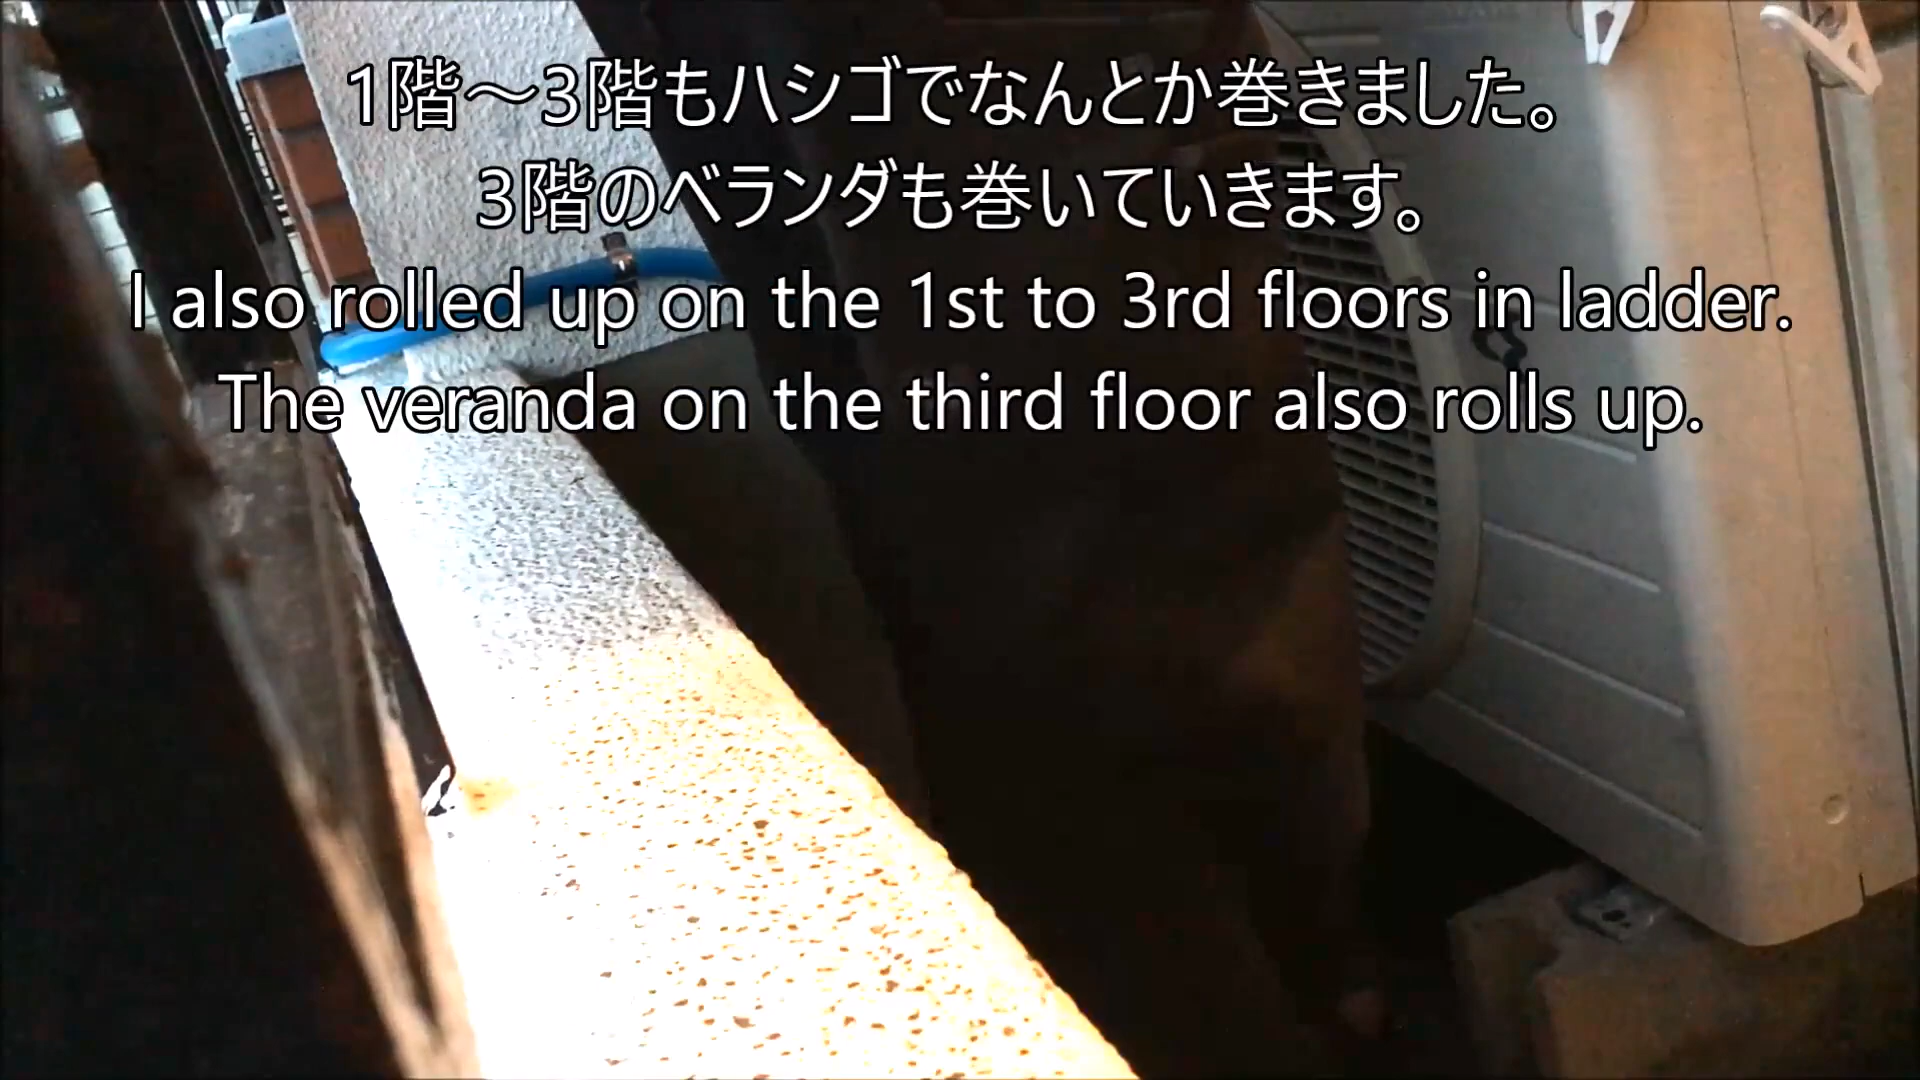 1階～3階もハシゴでなんとか巻きました。
3階のベランダも巻いていきます。
I also rolled up on the 1st to 3rd floors in ladder.
The veranda on the third floor also rolls up.